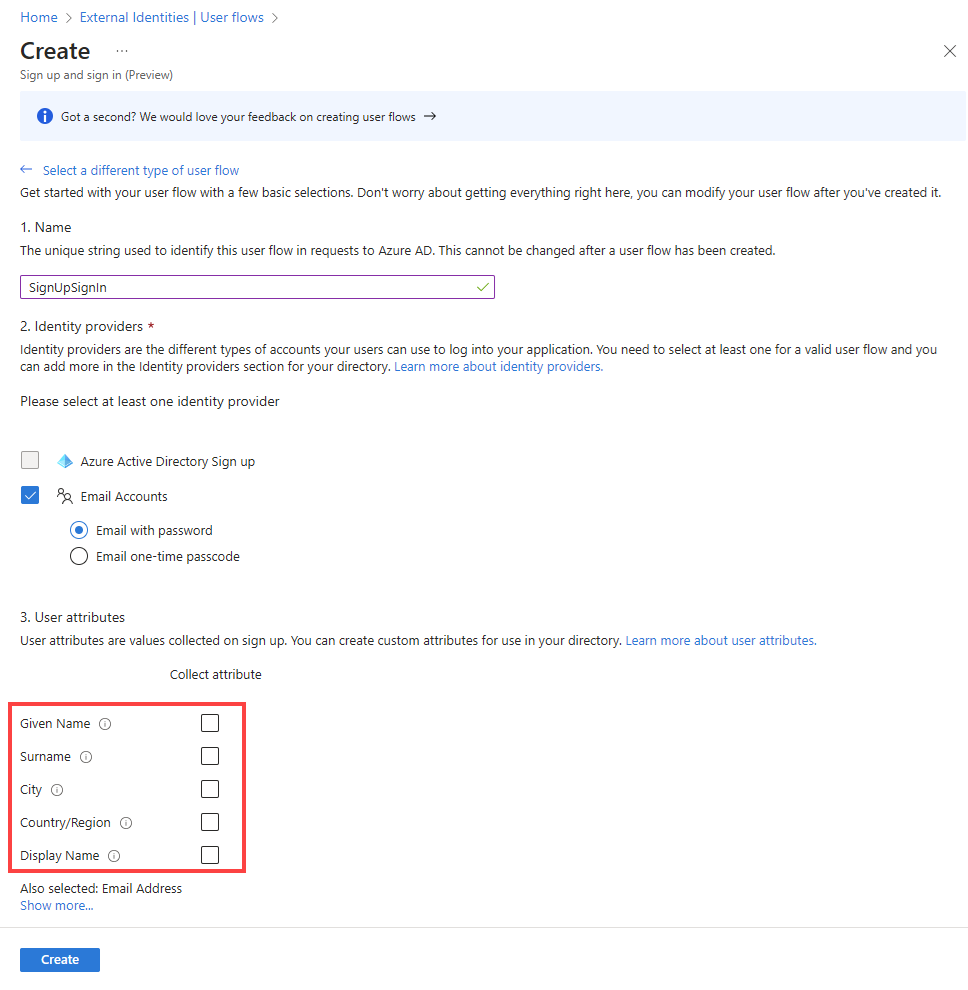 Home > External Identities | User flows >
Create ...
Sign up and sign in (Preview)
Got a second? We would love your feedback on creating user flows →
← Select a different type of user flow
Get started with your user flow with a few basic selections. Don't worry about getting everything right here, you can modify your user flow after you've created it.
1. Name
The unique string used to identify this user flow in requests to Azure AD. This cannot be changed after a user flow has been created.
SignUpSignIn
2. Identity providers *
Identity providers are the different types of accounts your users can use to log into your application. You need to select at least one for a valid user flow and you
can add more in the Identity providers section for your directory. Learn more about identity providers.
Please select at least one identity provider
Azure Active Directory Sign up
Email Accounts
Email with password
Email one-time passcode
3. User attributes
User attributes are values collected on sign up. You can create custom attributes for use in your directory. Learn more about user attributes.
Collect attribute
Given Name
Surname
City
Country/Region
Display Name
Also selected: Email Address
Show more...
Create